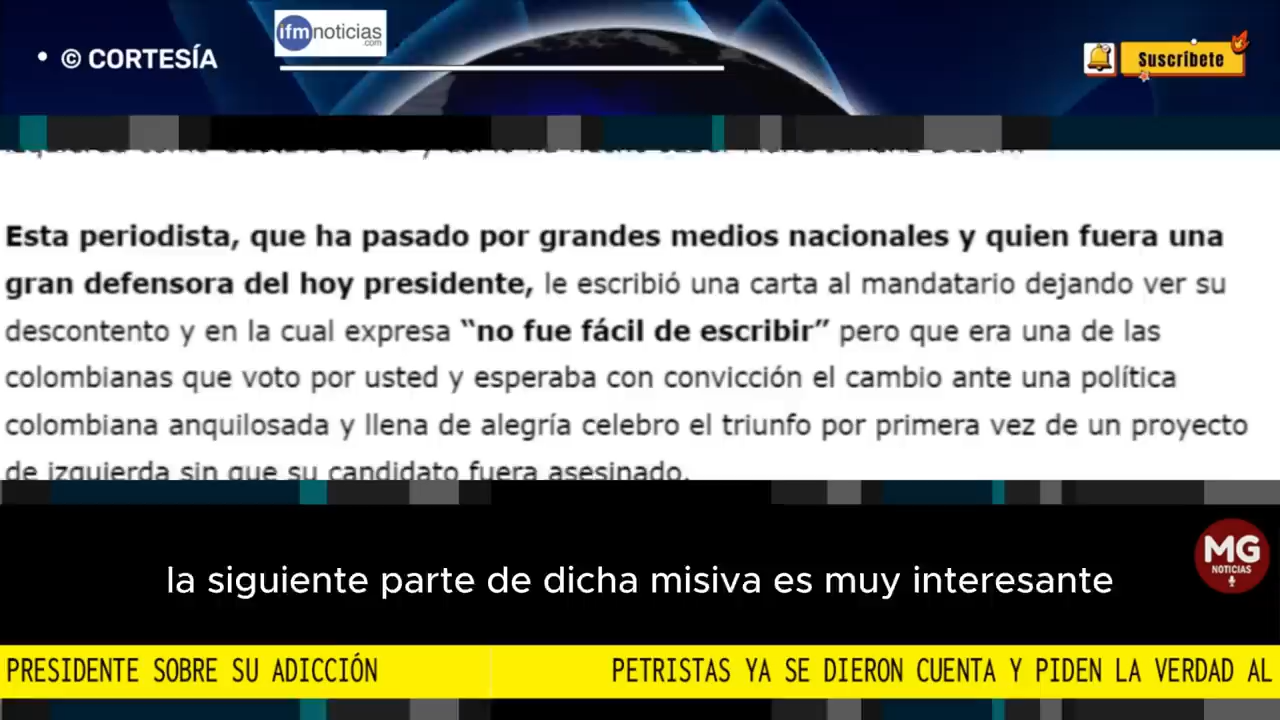 • © CORTESÍA
ifmnoticias
.com
Suscríbete
Esta periodista, que ha pasado por grandes medios nacionales y quien fuera una
gran defensora del hoy presidente, le escribió una carta al mandatario dejando ver su
descontento y en la cual expresa “no fue fácil de escribir” pero que era una de las
colombianas que voto por usted y esperaba con convicción el cambio ante una política
colombiana anquilosada y llena de alegría celebro el triunfo por primera vez de un proyecto
de izquierda sin que su candidato fuera asesinado.
MG
NOTICIAS
la siguiente parte de dicha misiva es muy interesante
PRESIDENTE SOBRE SU ADICCIÓN PETRISTAS YA SE DIERON CUENTA Y PIDEN LA VERDAD AL